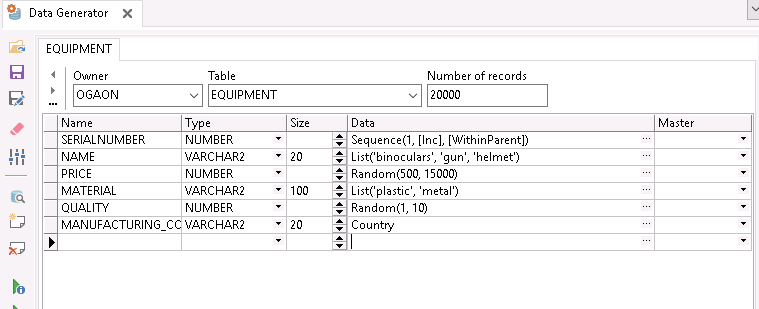 Data Generator
EQUIPMENT
Owner Table Number of records
OGAON EQUIPMENT 20000
Name Type Size Data Master
SERIALNUMBER NUMBER Sequence(1, [Inc], [WithinParent]) ...
NAME VARCHAR2 20 List('binoculars', 'gun', 'helmet') ...
PRICE NUMBER Random(500, 15000) ...
MATERIAL VARCHAR2 100 List('plastic', 'metal') ...
QUALITY NUMBER Random(1, 10) ...
MANUFACTURING_CO VARCHAR2 20 Country ...
...